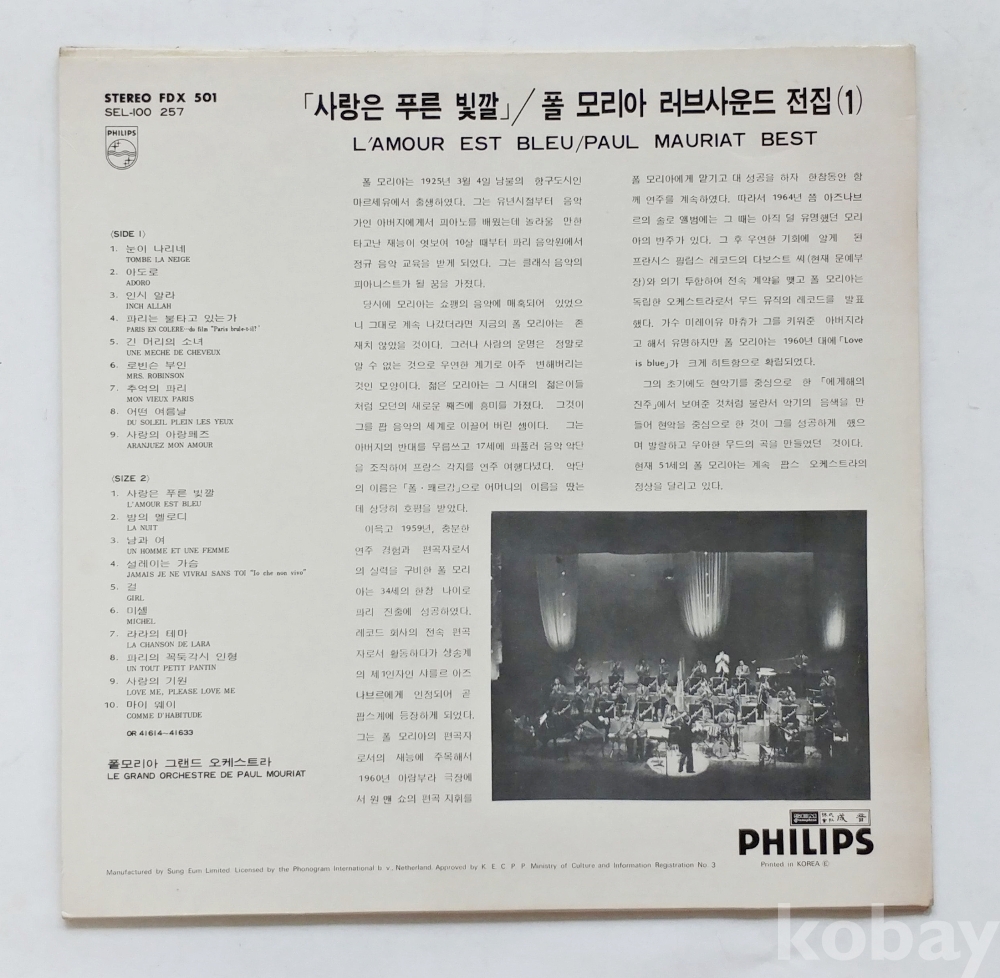 STEREO FDX 501
SEL-100 257
PHILIPS
「사랑은 푸른 빛깔」/ 폴 모리아 러브사운드 전집(1)
L'AMOUR EST BLEU/PAUL MAURIAT BEST
(SIDE 1)
1. 눈이 나리네
TOMBE LA NEIGE
2. 아도로
ADORO
3. 인시 알라
INCH ALLAH
4. 파리는 불타고 있는가
PARIS EN COLERE--du film "Paris brule-t-il?"
5. 긴 머리의 소녀
UNE MECHE DE CHEVEUX
6. 로빈슨 부인
MRS. ROBINSON
7. 추억의 파리
MON VIEUX PARIS
8. 어떤 여름날
DU SOLEIL PLEIN LES YEUX
9. 사랑의 아랑페즈
ARANJUEZ MON AMOUR
(SIZE 2)
1. 사랑은 푸른 빛깔
L'AMOUR EST BLEU
2. 밤의 멜로디
LA NUIT
3. 남과 여
UN HOMME ET UNE FEMME
4. 설레이는 가슴
JAMAIS JE NE VIVRAI SANS TOI "Io che non vivo"
5. 걸
GIRL
6. 미셸
MICHEL
7. 라라의 테마
LA CHANSON DE LARA
8. 파리의 꼭둑각시 인형
UN TOUT PETIT PANTIN
9. 사랑의 기원
LOVE ME, PLEASE LOVE ME
10. 마이 웨이
COMME D'HABITUDE
OR 41614~41633
폴모리아 그랜드 오케스트라
LE GRAND ORCHESTRE DE PAUL MOURIAT
폴 모리아는 1925년 3월 4일 남불의 항구도시인
마르세유에서 출생하였다. 그는 유년시절부터 음악
가인 아버지에게서 피아노를 배웠는데 놀라울 만한
타고난 재능이 엿보여 10살 때부터 파리 음악원에서
정규 음악 교육을 받게 되었다. 그는 클래식 음악의
피아니스트가 될 꿈을 가졌다.
당시에 모리아는 쇼팽의 음악에 매혹되어 있었으
니 그대로 계속 나갔더라면 지금의 폴 모리아는 존
재치 않았을 것이다. 그러나 사람의 운명은 정말로
알 수 없는 것으로 우연한 계기로 아주 변해버리는
것인 모양이다. 젊은 모리아는 그 시대의 젊은이들
처럼 모던의 새로운 째즈에 흥미를 가졌다. 그것이
그를 팝 음악의 세계로 이끌어 버린 셈이다. 그는
아버지의 반대를 무릅쓰고 17세에 파퓰러 음악 악단
을 조직하여 프랑스 각지를 연주 여행다녔다. 악단
의 이름은 「폴·쾌르강」으로 어머니의 이름을 땄는
데 상당히 호평을 받았다.
이윽고 1959년, 충분한
연주 경험과 편곡자로서
의 실력을 구비한 폴 모리
아는 34세의 한창 나이로
파리 진출에 성공하였다.
레코드 회사의 전속 편곡
자로서 활동하다가 샹송계
의 제1인자인 샤를르 아즈
나브르에게 인정되어 곧
팝스계에 등장하게 되었다.
그는 폴 모리아의 편곡자
로서의 재능에 주목해서
1960년 아람부라 극장에
서 원·맨 쇼의 편곡 지휘를
폴 모리아에게 맡기고 대 성공을 하자 한참동안 함
께 연주를 계속하였다. 따라서 1964년 쯤 아즈나브
르의 솔로 앨범에는 그 때는 아직 덜 유명했던 모리
아의 반주가 있다. 그 후 우연한 기회에 알게 된
프란시스 필립스 레코드의 다보스트 씨(현재 문예부
장)와 의기 투합하여 전속 계약을 맺고 폴 모리아는
독립한 오케스트라로서 무드 뮤직의 레코드를 발표
했다. 가수 미레이유 마츄가 그를 키워준 아버지라
고 해서 유명하지만 폴 모리아는 1960년 대에 「Love
is blue」가 크게 히트함으로 확립되었다.
그의 초기에도 현악기를 중심으로 한 「에게해의
진주」에서 보여준 것처럼 불란서 악기의 음색을 만
들어 현악을 중심으로 한 것이 그를 성공하게 했으
며 발랄하고 우아한 무드의 곡을 만들었던 것이다.
현재 51세의 폴 모리아는 계속 팝스 오케스트라의
정상을 달리고 있다.
株式會社 成音
PHILIPS
Printed in KOREA Ⓔ
Manufactured by Sung Eum Limited Licensed by the Phonogram International b v, Netherland Approved by K E C P P Ministry of Culture and Information Registration No 3
kobay